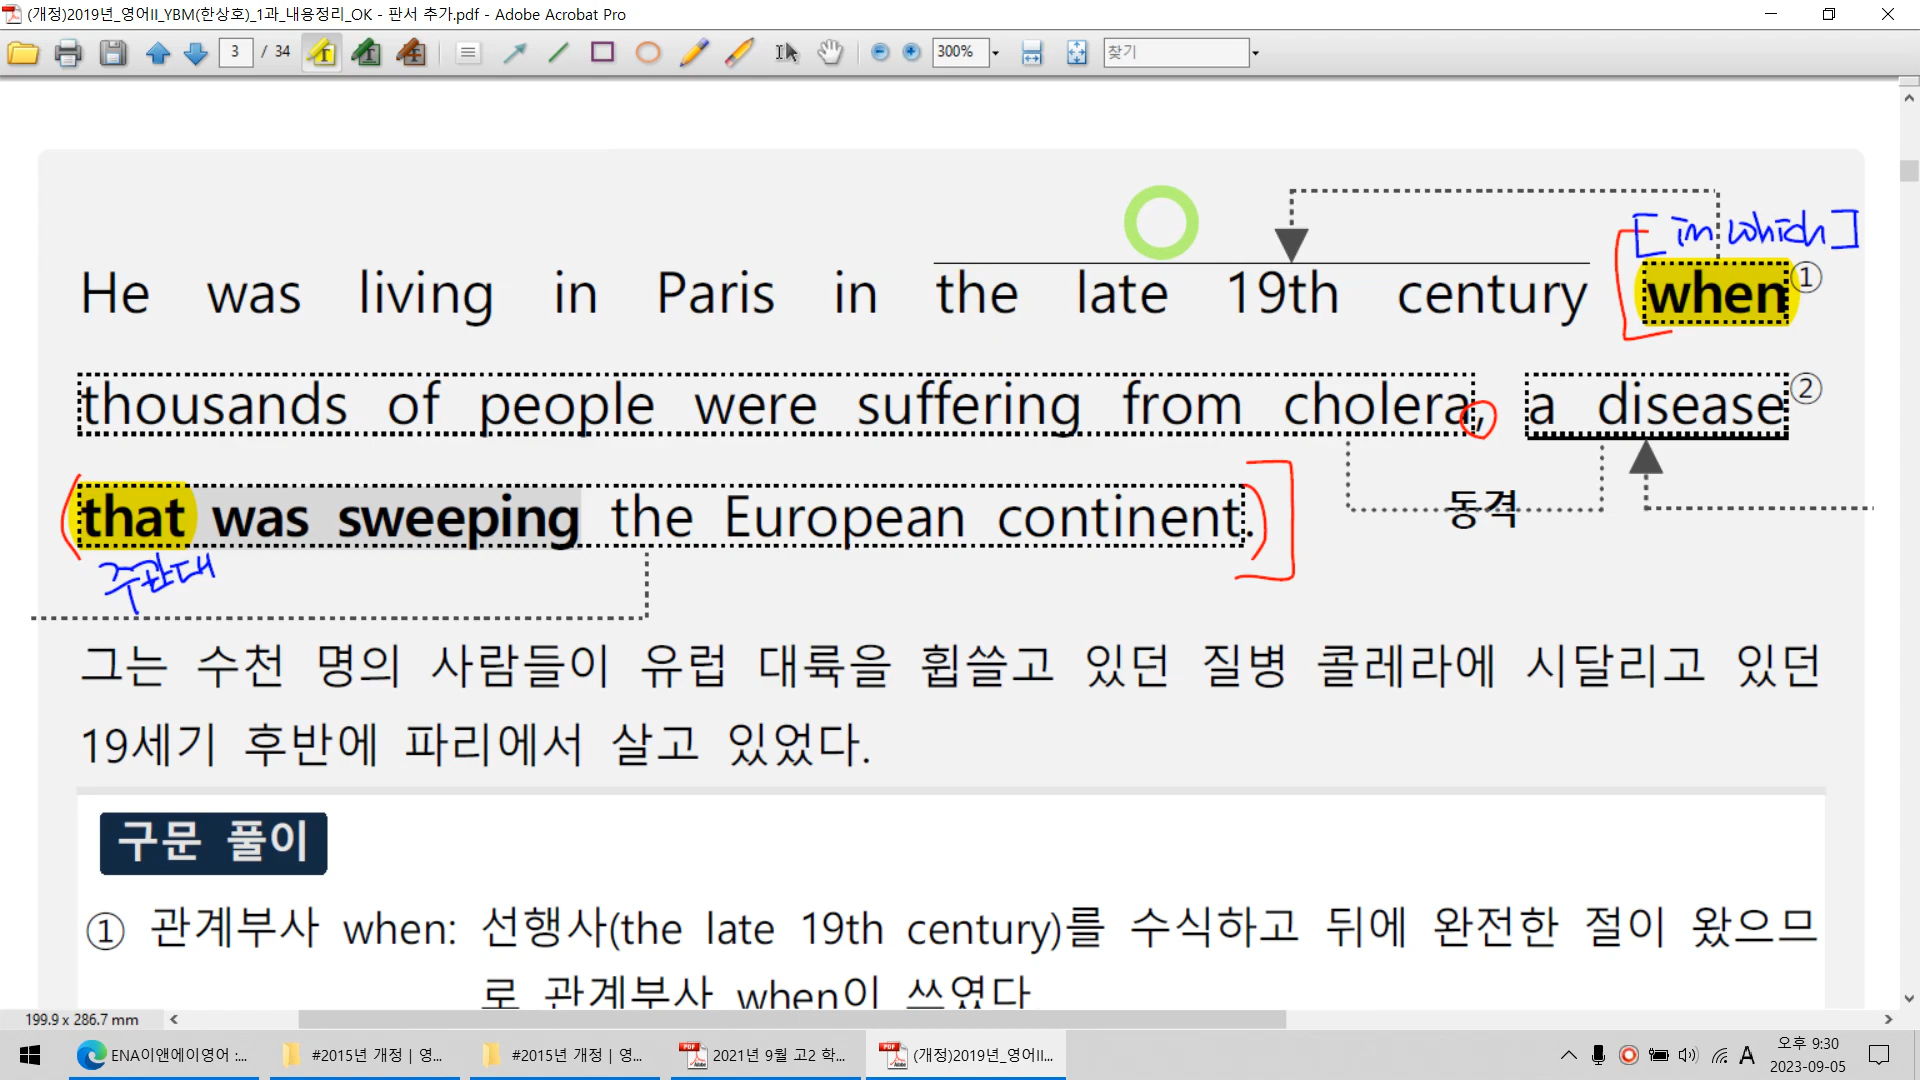 (개정)2019년_영어II_YBM(한상호)_1과_내용정리_OK - 판서 추가.pdf - Adobe Acrobat Pro
3 / 34
300%
찾기
[in which]
He was living in Paris in the late 19th century when①
thousands of people were suffering from cholera, a disease②
that was sweeping the European continent.
동격
주관대
그는 수천 명의 사람들이 유럽 대륙을 휩쓸고 있던 질병 콜레라에 시달리고 있던
19세기 후반에 파리에서 살고 있었다.
구문 풀이
① 관계부사 when: 선행사(the late 19th century)를 수식하고 뒤에 완전한 절이 왔으므
로 관계부사 when이 쓰였다
199.9 x 286.7 mm
ENA이앤에이영어 :...
#2015년 개정 | 영...
#2015년 개정 | 영...
2021년 9월 고2 학...
(개정)2019년_영어II...
A
오후 9:30
2023-09-05